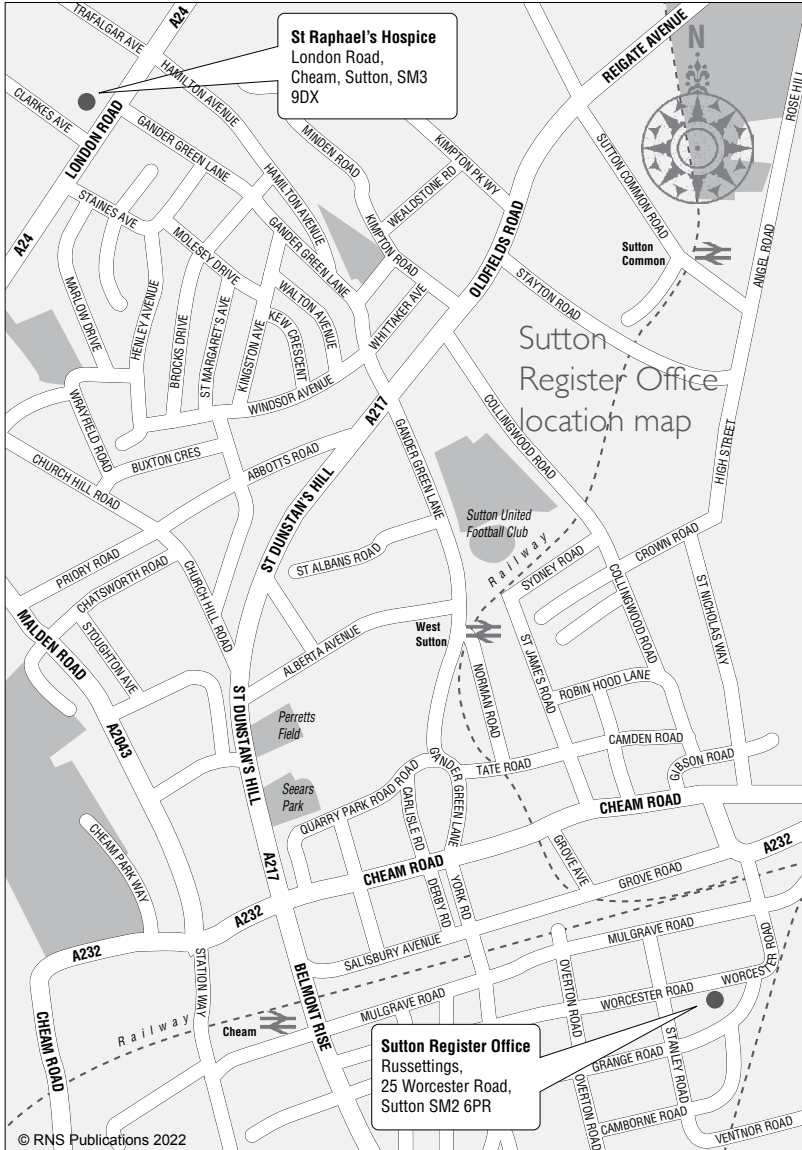 TRAFALGAR AVE
A24
St Raphael's Hospice
London Road,
Cheam, Sutton, SM3
9DX
REIGATE AVENUE
N
ROSE HILL
HAMILTON AVENUE
CLARKES AVE
LONDON ROAD
GANDER GREEN LANE
MINDEN ROAD
KIMPTON PK WY
WEALDSTONE RD
SUTTON COMMON ROAD
STAINES AVE
HAMILTON AVENUE
KIMPTON ROAD
A24
MOLESEY DRIVE
GANDER GREEN LANE
OLDFIELDS ROAD
Sutton
Common
ANGEL ROAD
STAYTON ROAD
MARLOW DRIVE
HENLEY AVENUE
BROCKS DRIVE
ST MARGARETS AVE
KINGSTON AVE
WALTON AVENUE
KEW CRESCENT
WHITTAKER AVE
Sutton
Register Office
location map
WINDSOR AVENUE
A217
WRAYFIELD ROAD
COLLINGWOOD ROAD
GANDER GREEN LANE
HIGH STREET
BUXTON CRES
ABBOTTS ROAD
CHURCH HILL ROAD
ST DUNSTAN'S HILL
Sutton United
Football Club
Railway
CROWN ROAD
ST ALBANS ROAD
SYDNEY ROAD
PRIORY ROAD
CHATSWORTH ROAD
CHURCH HILL ROAD
COLLINGWOOD ROAD
ST NICHOLAS WAY
MALDEN ROAD
STOUGHTON AVE
ALBERTA AVENUE
West
Sutton
NORMAN ROAD
ST JAME'S ROAD
ROBIN HOOD LANE
ST DUNSTAN'S HILL
A2043
Perretts
Field
CAMDEN ROAD
GIBSON ROAD
TATE ROAD
GANDER GREEN LANE
Seears
Park
QUARRY PARK ROAD ROAD
CARLISLE RD
CHEAM ROAD
CHEAM PARK WAY
A217
CHEAM ROAD
GROVE AVE
A232
DERBY RD
YORK RD
GROVE ROAD
A232
A232
STATION WAY
SALISBURY AVENUE
MULGRAVE ROAD
BELMONT RISE
OVERTON ROAD
WORCESTER ROAD
WORCESTER
ROAD
CHEAM ROAD
Railway
Cheam
MULGRAVE ROAD
Sutton Register Office
Russettings,
25 Worcester Road,
Sutton SM2 6PR
GRANGE ROAD
STANLEY ROAD
OVERTON ROAD
CAMBORNE ROAD
VENTNOR ROAD
© RNS Publications 2022